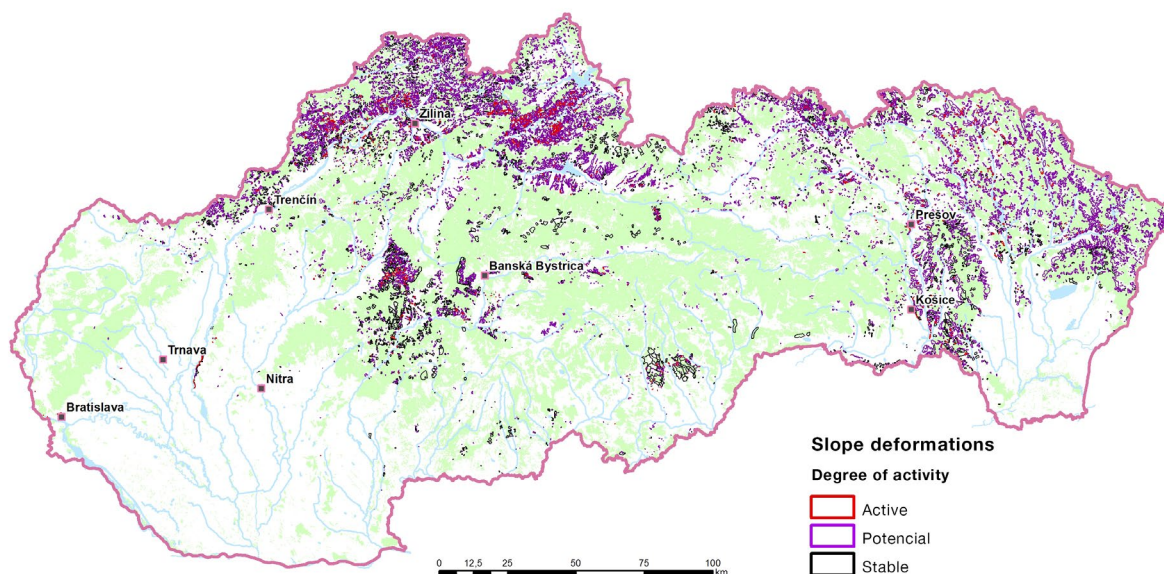 Žilina
Trenčín
Prešov
Banská Bystrica
Košice
Trnava
Nitra
Bratislava
Slope deformations
Degree of activity
Active
Potencial
Stable
0 12,5 25 50 75 100
km